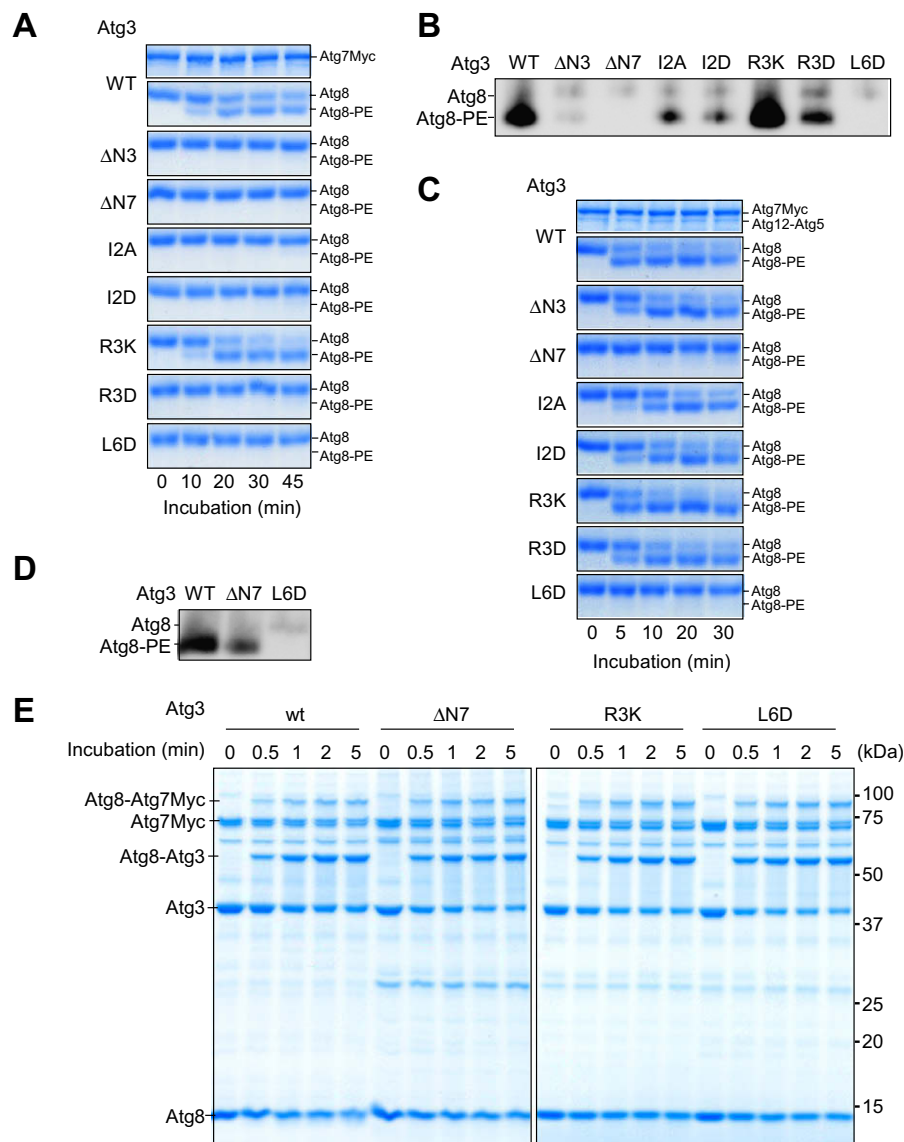 A
Atg3
WT
Atg7Myc
Atg8
Atg8-PE
ΔN3
Atg8
Atg8-PE
ΔN7
Atg8
Atg8-PE
I2A
Atg8
Atg8-PE
I2D
Atg8
Atg8-PE
R3K
Atg8
Atg8-PE
R3D
Atg8
Atg8-PE
L6D
Atg8
Atg8-PE
0 10 20 30 45
Incubation (min)
B
Atg3 WT ΔN3 ΔN7 I2A I2D R3K R3D L6D
Atg8
Atg8-PE
C
Atg3
WT
Atg7Myc
Atg12-Atg5
Atg8
Atg8-PE
ΔN3
Atg8
Atg8-PE
ΔN7
Atg8
Atg8-PE
I2A
Atg8
Atg8-PE
I2D
Atg8
Atg8-PE
R3K
Atg8
Atg8-PE
R3D
Atg8
Atg8-PE
L6D
Atg8
Atg8-PE
0 5 10 20 30
Incubation (min)
D
Atg3 WT ΔN7 L6D
Atg8
Atg8-PE
E
Atg3 wt ΔN7 R3K L6D
Incubation (min) 0 0.5 1 2 5 0 0.5 1 2 5 0 0.5 1 2 5 0 0.5 1 2 5 (kDa)
Atg8-Atg7Myc
Atg7Myc
Atg8-Atg3
Atg3
Atg8
100
75
50
37
25
20
15